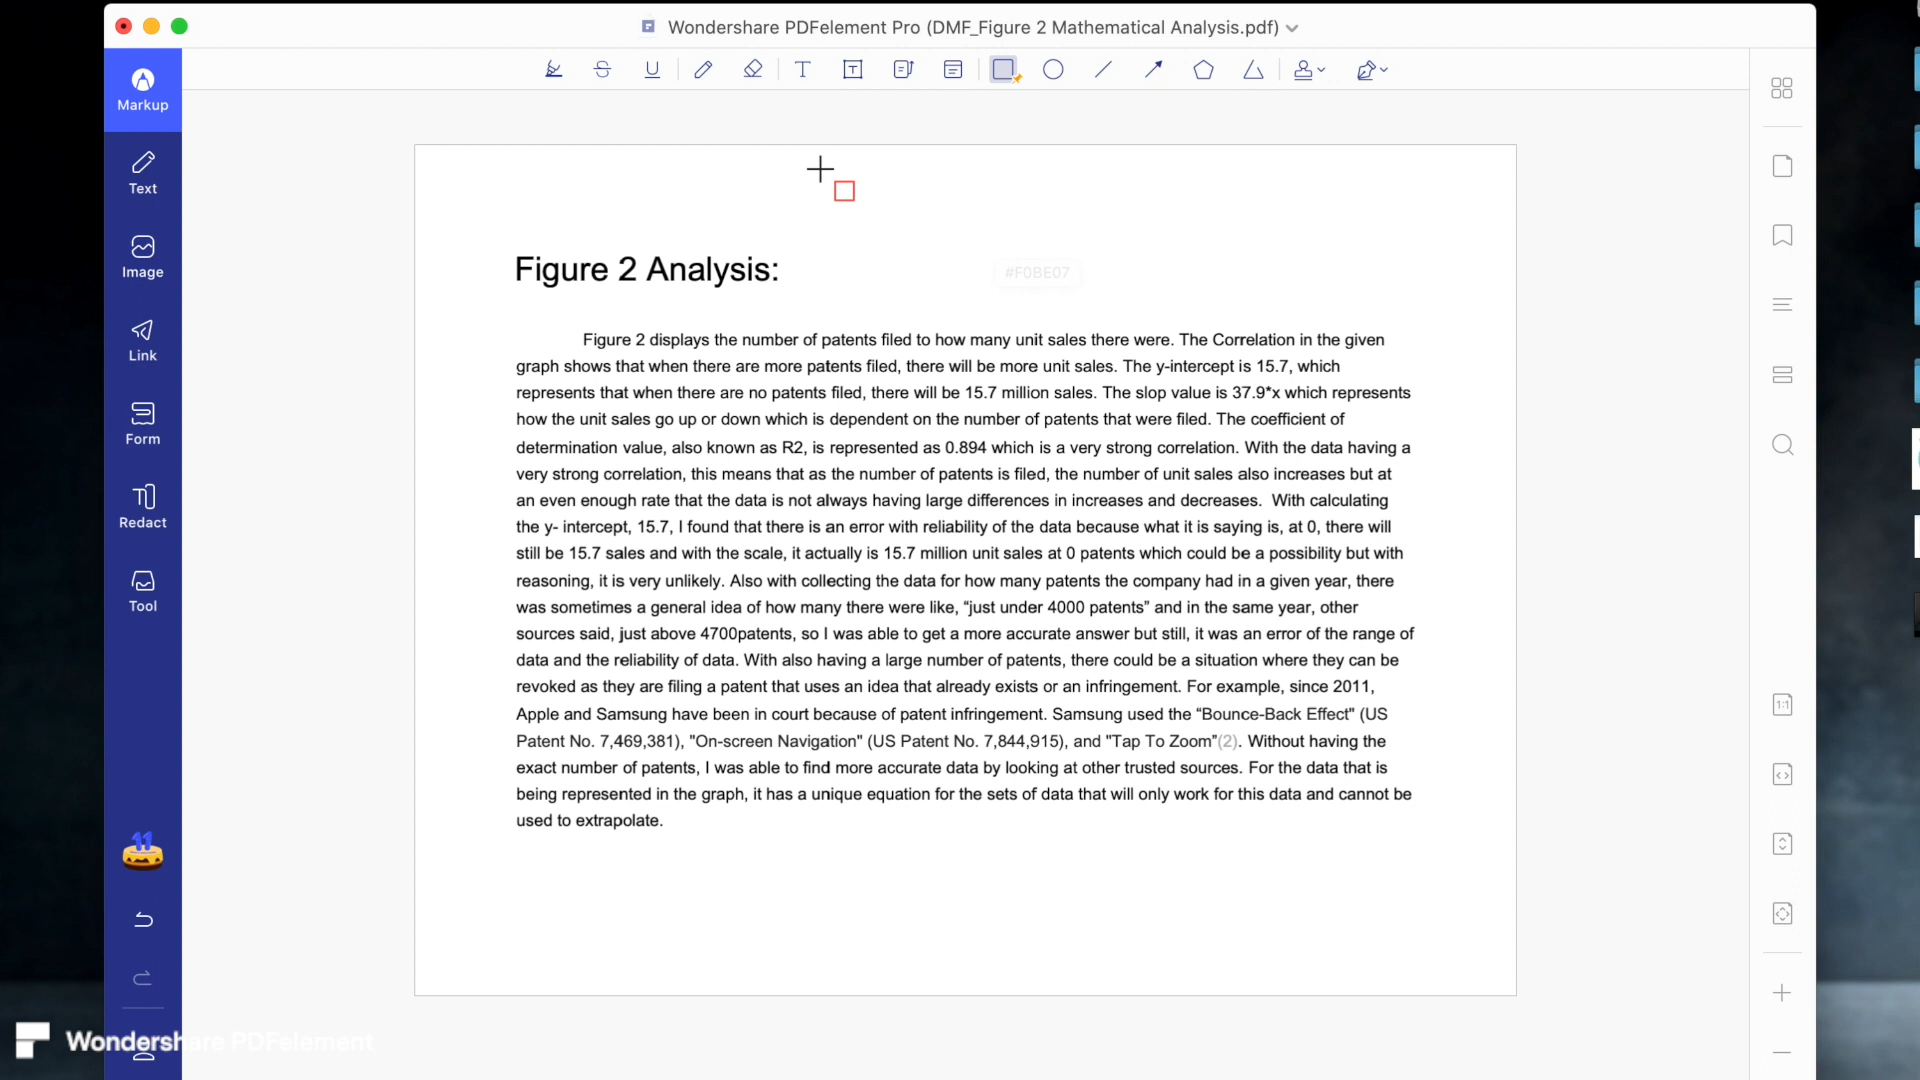 Wondershare PDFelement Pro (DMF_Figure 2 Mathematical Analysis.pdf)
Markup
Text
Image
Link
Form
Redact
Tool
11
1:1
#F0BE07
Figure 2 Analysis:
Figure 2 displays the number of patents filed to how many unit sales there were. The Correlation in the given
graph shows that when there are more patents filed, there will be more unit sales. The y-intercept is 15.7, which
represents that when there are no patents filed, there will be 15.7 million sales. The slop value is 37.9*x which represents
how the unit sales go up or down which is dependent on the number of patents that were filed. The coefficient of
determination value, also known as R2, is represented as 0.894 which is a very strong correlation. With the data having a
very strong correlation, this means that as the number of patents is filed, the number of unit sales also increases but at
an even enough rate that the data is not always having large differences in increases and decreases.  With calculating
the y- intercept, 15.7, I found that there is an error with reliability of the data because what it is saying is, at 0, there will
still be 15.7 sales and with the scale, it actually is 15.7 million unit sales at 0 patents which could be a possibility but with
reasoning, it is very unlikely. Also with collecting the data for how many patents the company had in a given year, there
was sometimes a general idea of how many there were like, “just under 4000 patents” and in the same year, other
sources said, just above 4700patents, so I was able to get a more accurate answer but still, it was an error of the range of
data and the reliability of data. With also having a large number of patents, there could be a situation where they can be
revoked as they are filing a patent that uses an idea that already exists or an infringement. For example, since 2011,
Apple and Samsung have been in court because of patent infringement. Samsung used the “Bounce-Back Effect" (US
Patent No. 7,469,381), "On-screen Navigation" (US Patent No. 7,844,915), and "Tap To Zoom”(2). Without having the
exact number of patents, I was able to find more accurate data by looking at other trusted sources. For the data that is
being represented in the graph, it has a unique equation for the sets of data that will only work for this data and cannot be
used to extrapolate.
Wondershare PDFelement